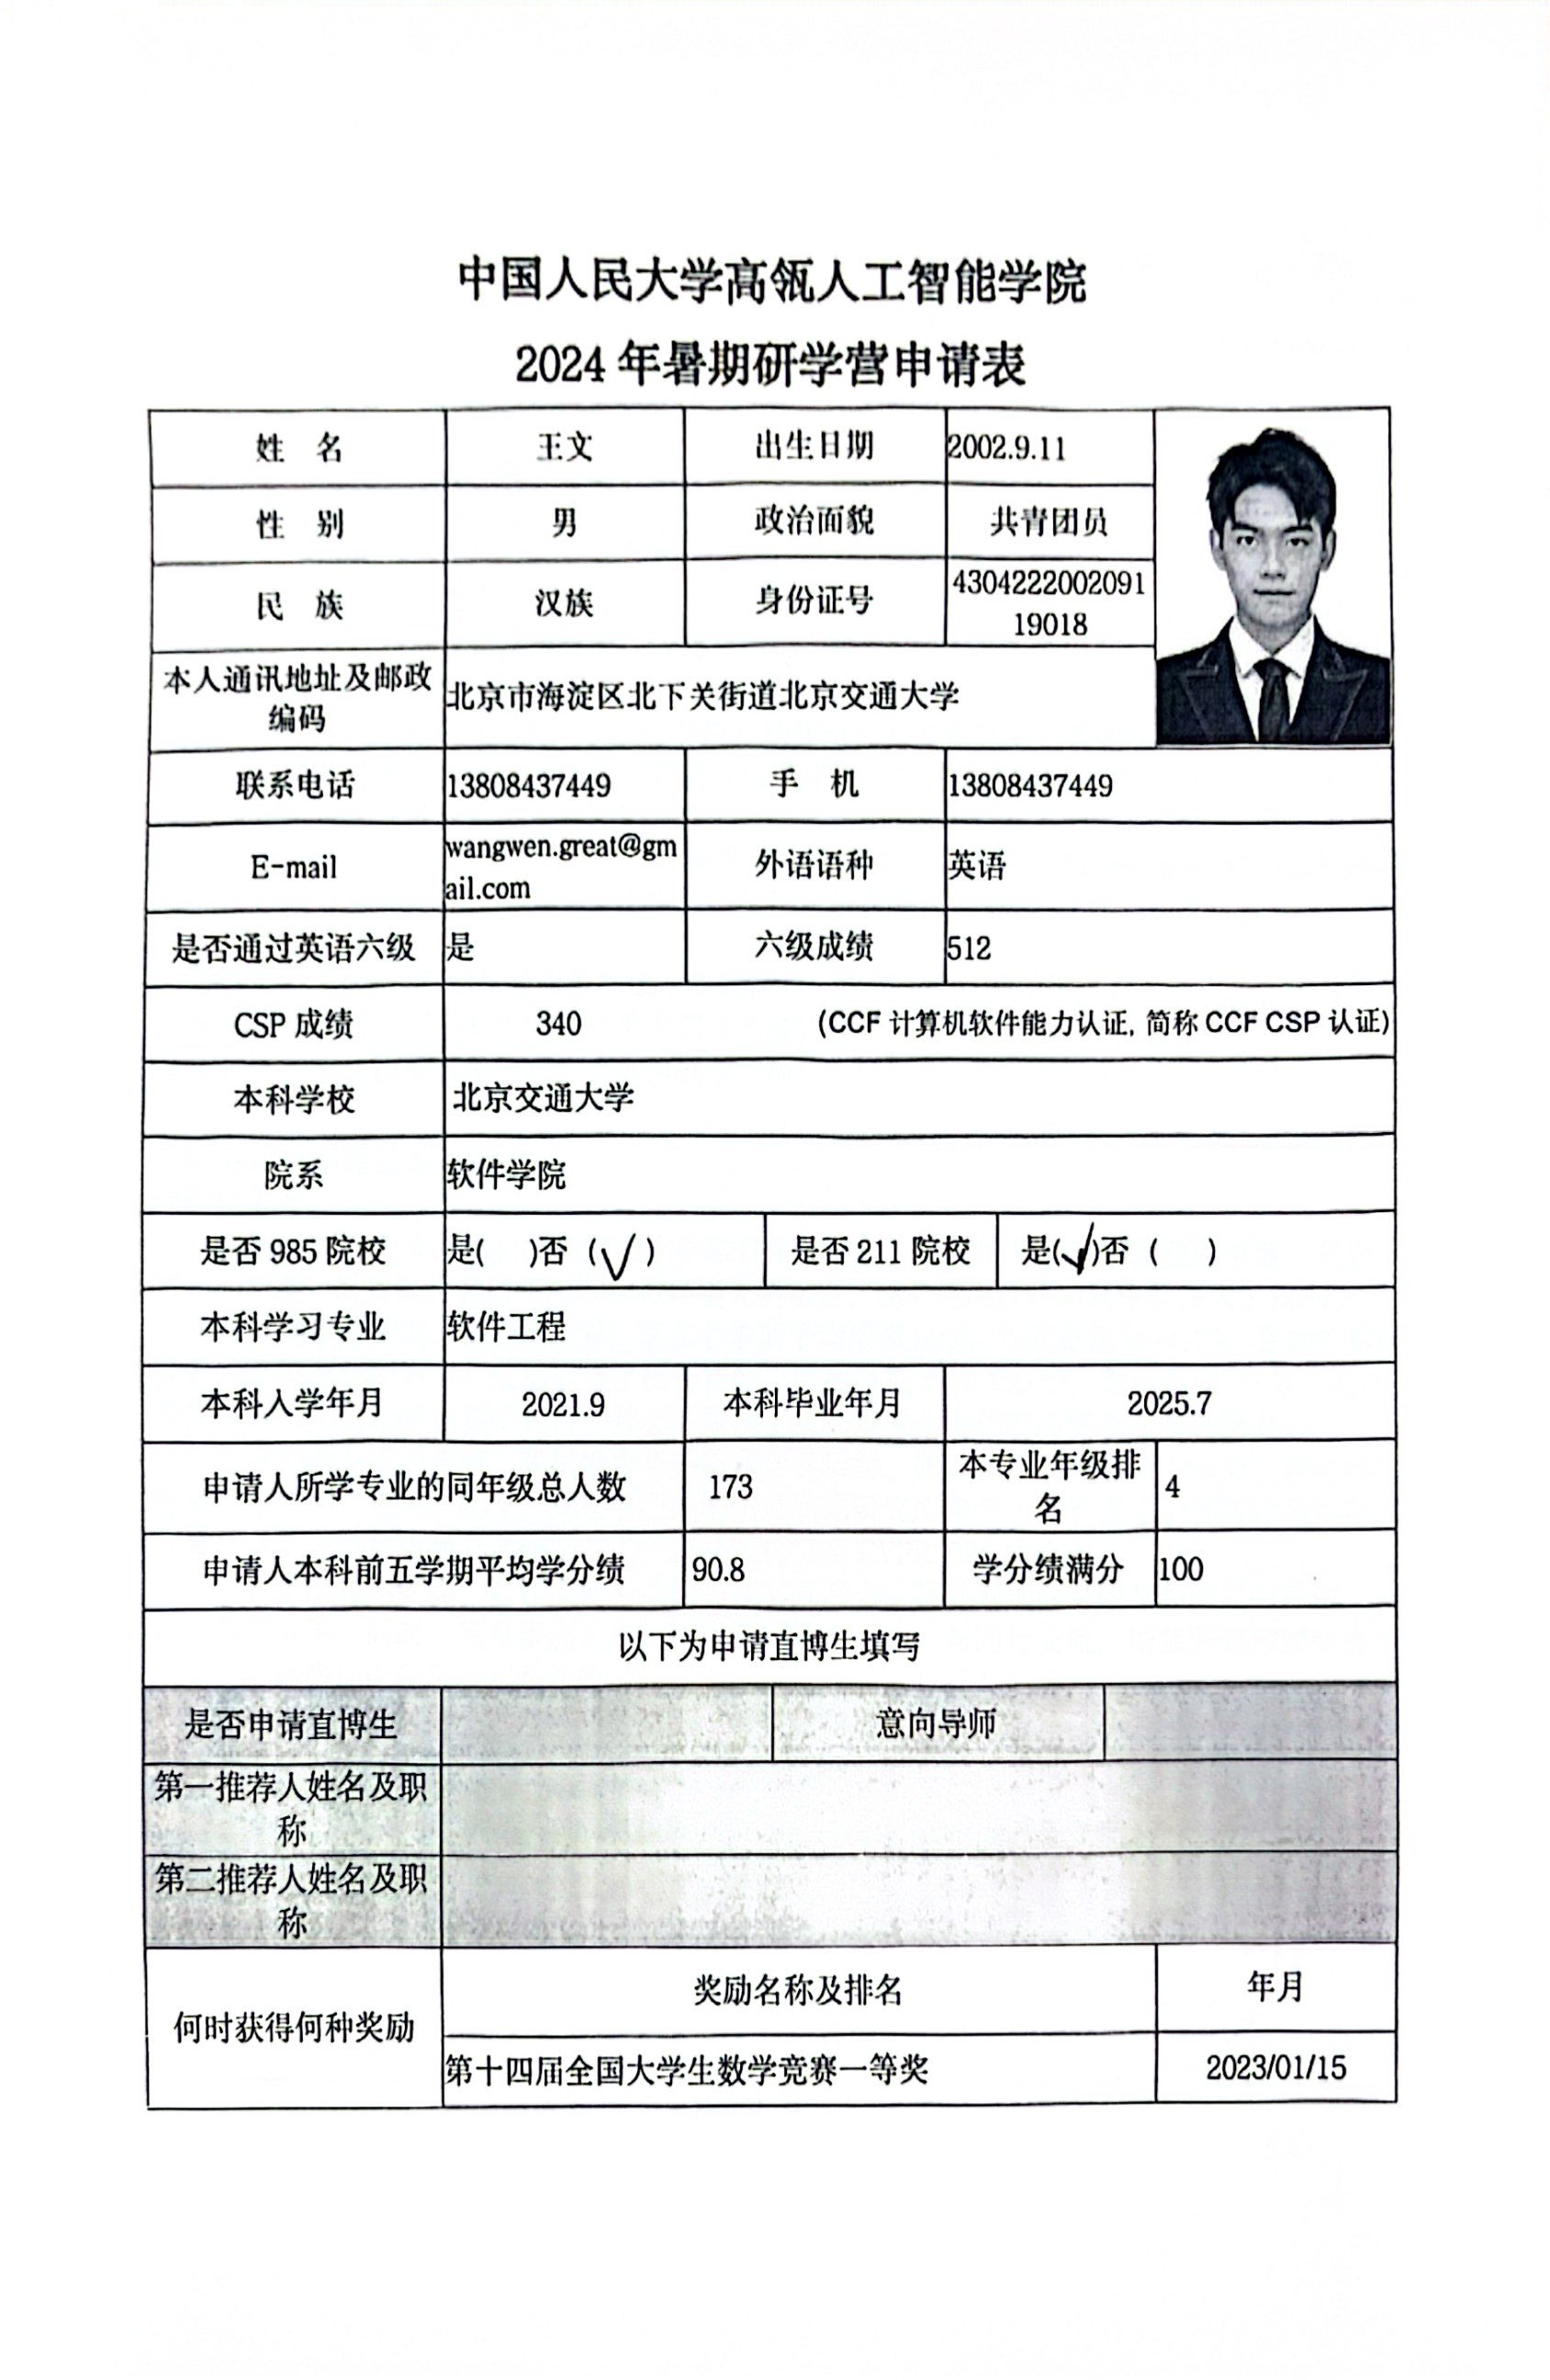 中国人民大学高瓴人工智能学院
2024 年暑期研学营申请表
姓 名 王文 出生日期 2002.9.11
性 别 男 政治面貌 共青团员
民 族 汉族 身份证号 4304222002091
19018
本人通讯地址及邮政
编码 北京市海淀区北下关街道北京交通大学
联系电话 13808437449 手 机 13808437449
E-mail wangwen.great@gm
ail.com 外语语种 英语
是否通过英语六级 是 六级成绩 512
CSP 成绩 340 (CCF 计算机软件能力认证, 简称 CCF CSP 认证)
本科学校 北京交通大学
院系 软件学院
是否 985 院校 是( )否 (√) 是否 211 院校 是(√)否 ( )
本科学习专业 软件工程
本科入学年月 2021.9 本科毕业年月 2025.7
申请人所学专业的同年级总人数 173 本专业年级排
名 4
申请人本科前五学期平均学分绩 90.8 学分绩满分 100
以下为申请直博生填写
是否申请直博生 意向导师
第一推荐人姓名及职
称
第二推荐人姓名及职
称
何时获得何种奖励 奖励名称及排名 年月
第十四届全国大学生数学竞赛一等奖 2023/01/15